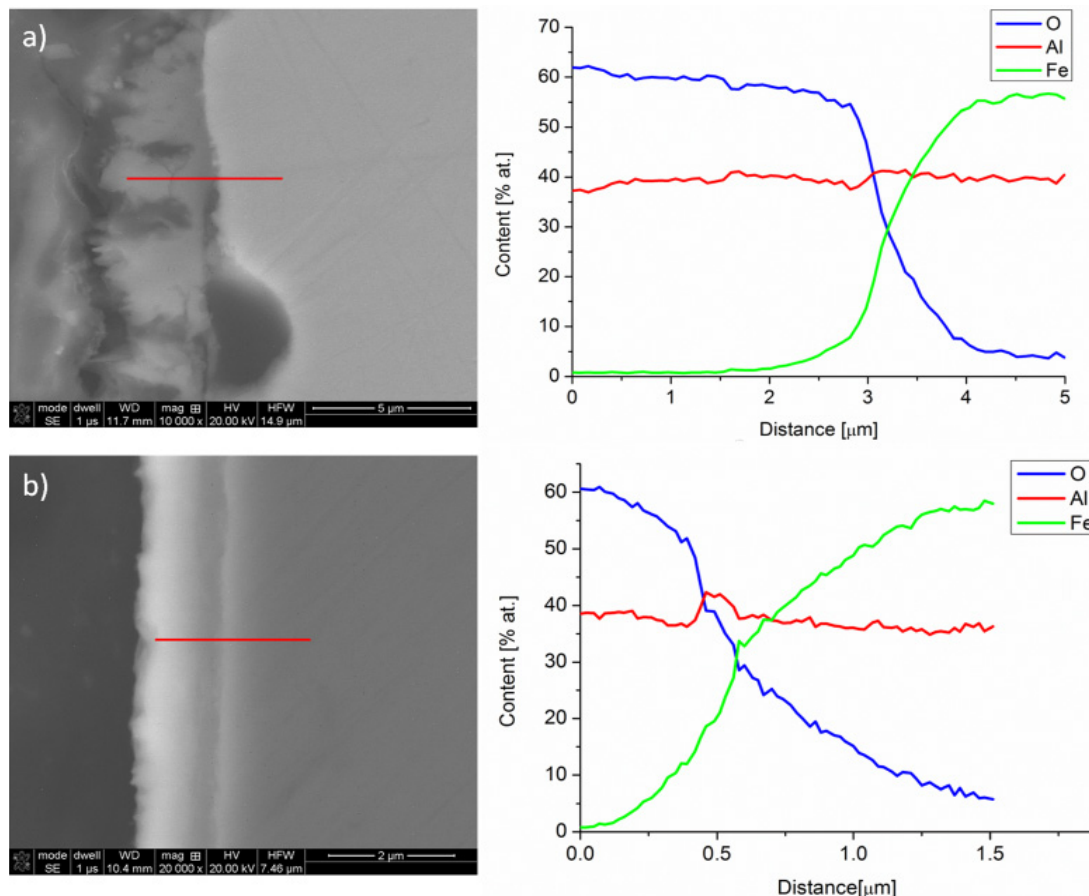 a)
mode dwell WD mag ⊞ HV HFW 5 µm
SE 1 µs 11.7 mm 10 000 x 20.00 kV 14.9 µm
70
60
50
40
30
20
10
0
Content [% at.]
O
Al
Fe
0 1 2 3 4 5
Distance [µm]
b)
mode dwell WD mag ⊞ HV HFW 2 µm
SE 1 µs 10.4 mm 20 000 x 20.00 kV 7.46 µm
60
50
40
30
20
10
0
Content [% at.]
O
Al
Fe
0.0 0.5 1.0 1.5
Distance[µm]